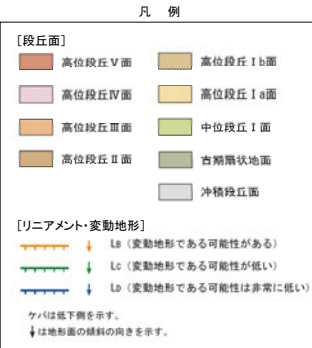 凡 例
[段丘面]
高位段丘Ⅴ面
高位段丘Ⅳ面
高位段丘Ⅲ面
高位段丘Ⅱ面
高位段丘Ⅰb面
高位段丘Ⅰa面
中位段丘Ⅰ面
古期扇状地面
沖積段丘面
[リニアメント・変動地形]
LB (変動地形である可能性がある)
LC (変動地形である可能性が低い)
LD (変動地形である可能性は非常に低い)
ケバは低下側を示す。
↓は地形面の傾斜の向きを示す。